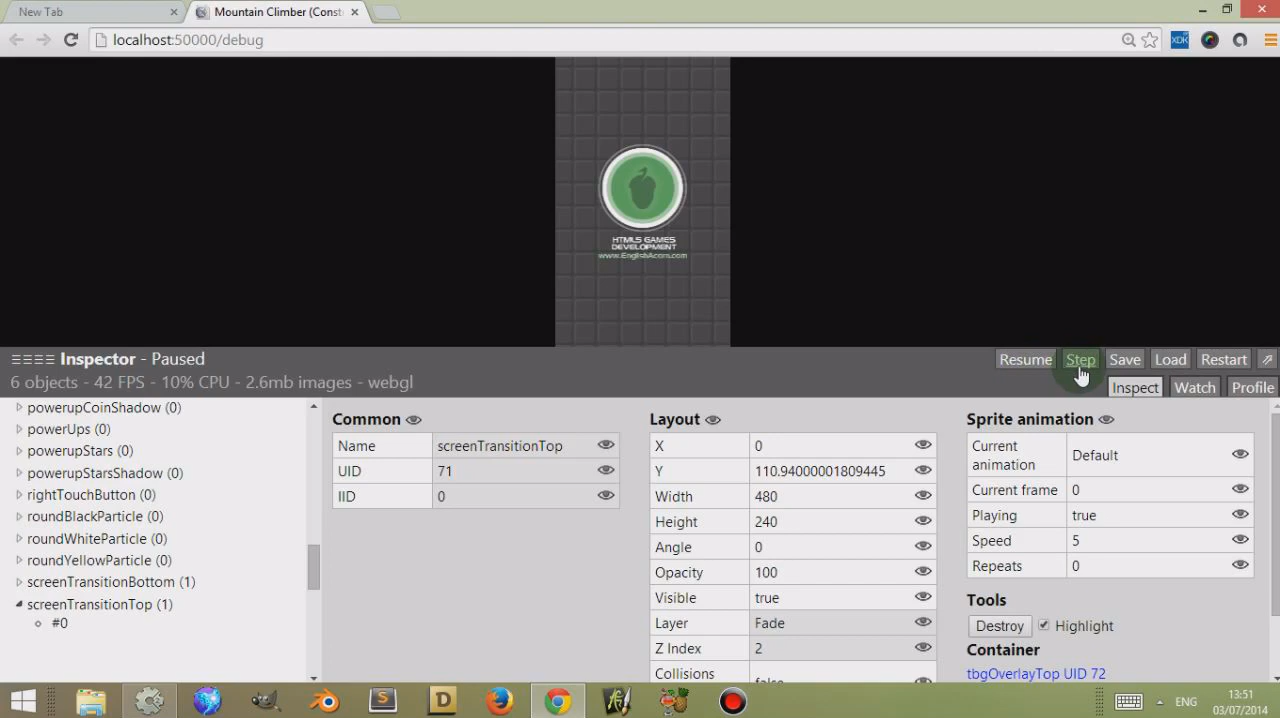 New Tab
Mountain Climber (Const
localhost:50000/debug
XDK
HTML5 GAMES
DEVELOPMENT
www.EnglishAcorn.com
Inspector - Paused
Resume Step Save Load Restart
6 objects - 42 FPS - 10% CPU - 2.6mb images - webgl
Inspect Watch Profile
powerupCoinShadow (0)
powerUps (0)
powerupStars (0)
powerupStarsShadow (0)
rightTouchButton (0)
roundBlackParticle (0)
roundWhiteParticle (0)
roundYellowParticle (0)
screenTransitionBottom (1)
screenTransitionTop (1)
#0
Common
Name screenTransitionTop
UID 71
IID 0
Layout
X 0
Y 110.94000001809445
Width 480
Height 240
Angle 0
Opacity 100
Visible true
Layer Fade
Z Index 2
Collisions false
Sprite animation
Current animation Default
Current frame 0
Playing true
Speed 5
Repeats 0
Tools
Destroy Highlight
Container
tbgOverlayTop UID 72
S D
ENG
13:51
03/07/2014